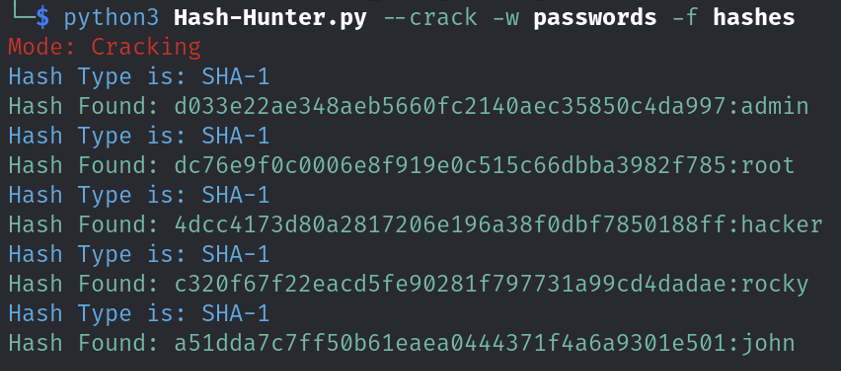 └─$ python3 Hash-Hunter.py --crack -w passwords -f hashes
Mode: Cracking
Hash Type is: SHA-1
Hash Found: d033e22ae348aeb5660fc2140aec35850c4da997:admin
Hash Type is: SHA-1
Hash Found: dc76e9f0c0006e8f919e0c515c66dbba3982f785:root
Hash Type is: SHA-1
Hash Found: 4dcc4173d80a2817206e196a38f0dbf7850188ff:hacker
Hash Type is: SHA-1
Hash Found: c320f67f22eacd5fe90281f797731a99cd4dadae:rocky
Hash Type is: SHA-1
Hash Found: a51dda7c7ff50b61eaea0444371f4a6a9301e501:john